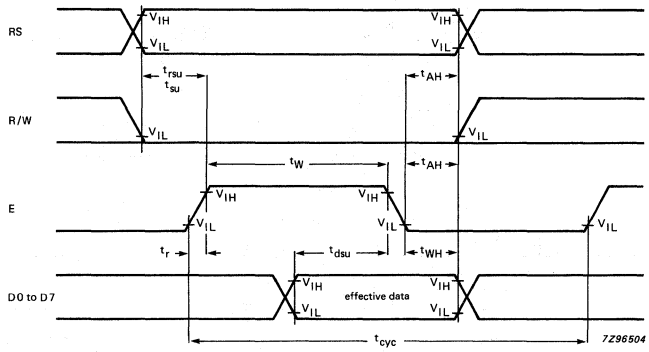 RS
VIH
VIL
VIH
VIL
trsu
tsu
tAH
R/W
VIL
VIL
tW
tAH
E
VIH
VIL
VIH
VIL
VIL
tr
tdsu
tWH
D0 to D7
VIH
VIL
effective data
VIH
VIL
tcyc
7Z96504